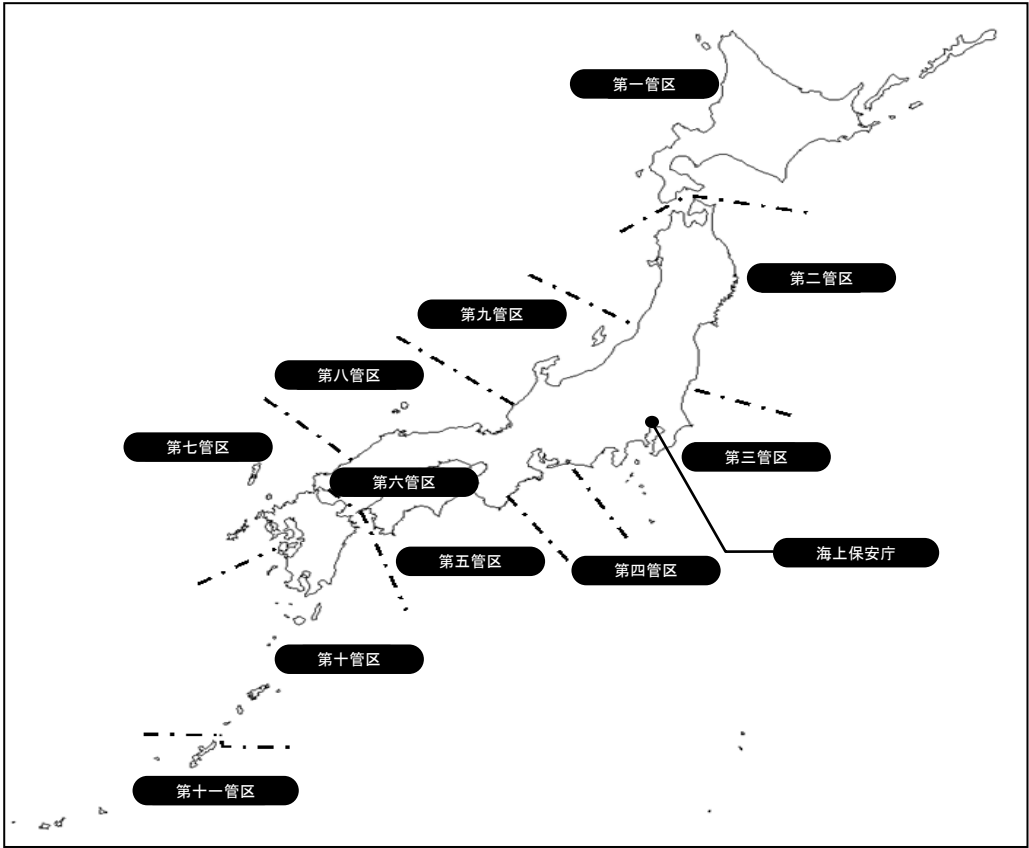 第一管区
第二管区
第九管区
第八管区
第七管区
第三管区
第六管区
第五管区
第四管区
海上保安庁
第十管区
第十一管区